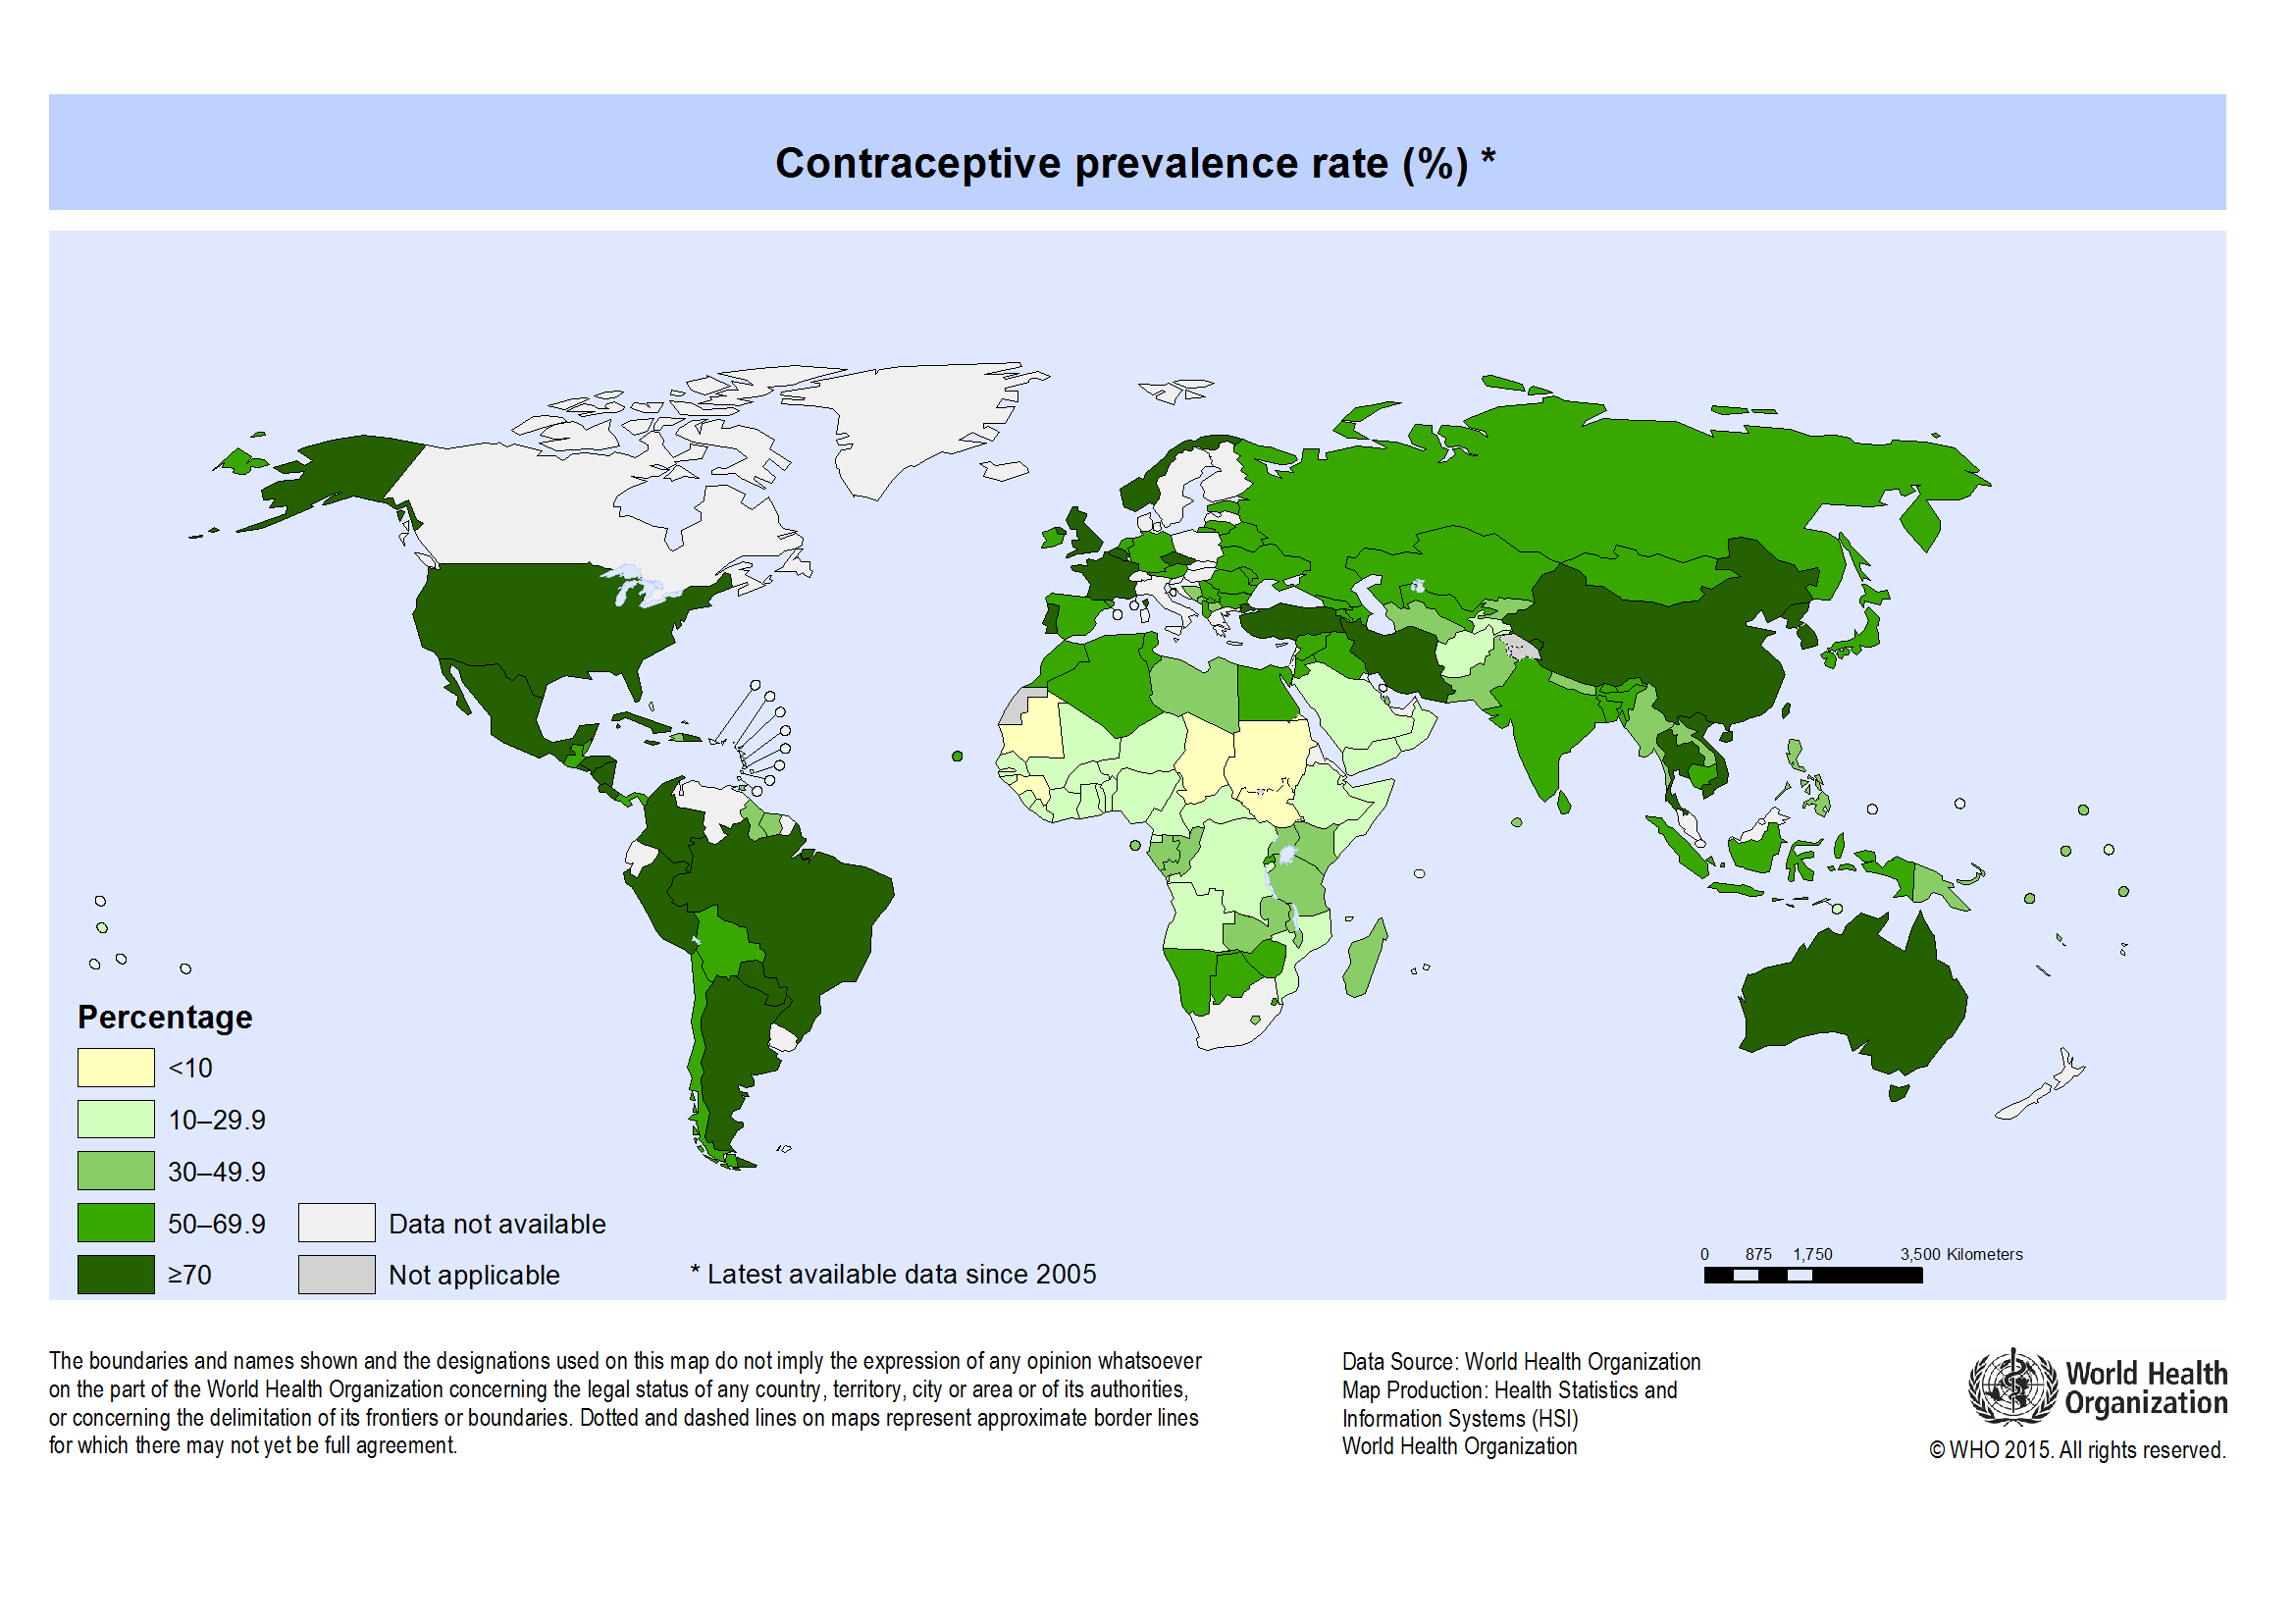 Contraceptive prevalence rate (%) *
Percentage
<10
10–29.9
30–49.9
50–69.9
≥70
Data not available
Not applicable
* Latest available data since 2005
0 875 1,750 3,500 Kilometers
The boundaries and names shown and the designations used on this map do not imply the expression of any opinion whatsoever
on the part of the World Health Organization concerning the legal status of any country, territory, city or area or of its authorities,
or concerning the delimitation of its frontiers or boundaries. Dotted and dashed lines on maps represent approximate border lines
for which there may not yet be full agreement.
Data Source: World Health Organization
Map Production: Health Statistics and
Information Systems (HSI)
World Health Organization
World Health
Organization
© WHO 2015. All rights reserved.